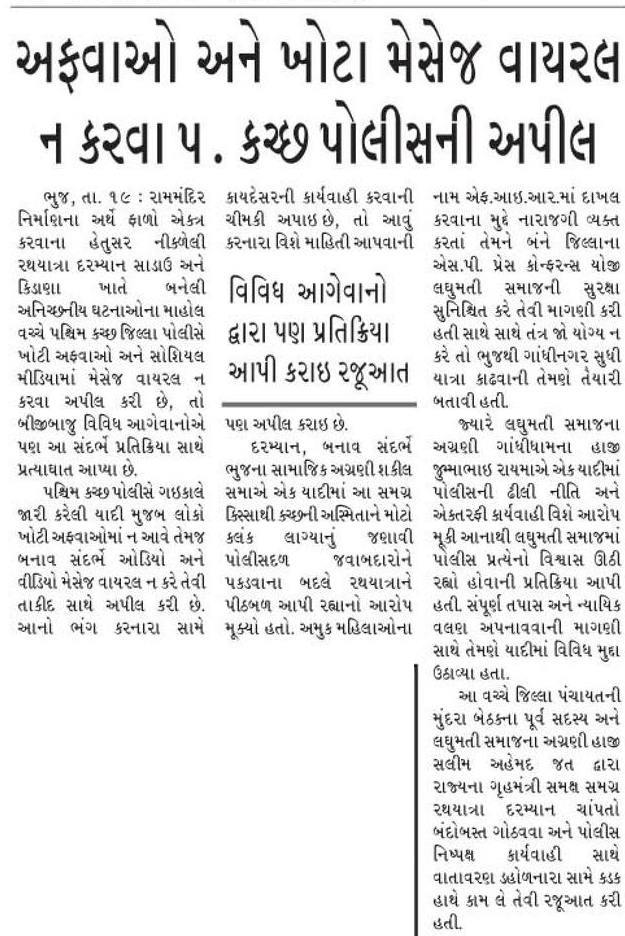 અફવાઓ અને ખોટા મેસેજ વાયરલ
ન કરવા પ. કચ્છ પોલીસની અપીલ
ભુજ, તા. ૧૯ : રામમંદિર
નિર્માણના અર્થે ફાળો એકત્ર
કરવાના હેતુસર નીકળેલી
રથયાત્રા દરમ્યાન સાડાઉ અને
કિડાણા ખાતે બનેલી
અનિચ્છનીય ઘટનાઓના માહોલ
વચ્ચે પશ્ચિમ કચ્છ જિલ્લા પોલીસે
ખોટી અફવાઓ અને સોશિયલ
મીડિયામાં મેસેજ વાયરલ ન
કરવા અપીલ કરી છે, તો
બીજીબાજુ વિવિધ આગેવાનોએ
પણ આ સંદર્ભે પ્રતિક્રિયા સાથે
પ્રત્યાઘાત આપ્યા છે.
પશ્ચિમ કચ્છ પોલીસે ગઇકાલે
જારી કરેલી યાદી મુજબ લોકો
ખોટી અફવાઓમાં ન આવે તેમજ
બનાવ સંદર્ભે ઓડિયો અને
વીડિયો મેસેજ વાયરલ ન કરે તેવી
તાકીદ સાથે અપીલ કરી છે.
આનો ભંગ કરનારા સામે
કાયદેસરની કાર્યવાહી કરવાની
ચીમકી અપાઇ છે, તો આવું
કરનારા વિશે માહિતી આપવાની
વિવિધ આગેવાનો
દ્વારા પણ પ્રતિક્રિયા
આપી કરાઇ રજૂઆત
પણ અપીલ કરાઇ છે.
દરમ્યાન, બનાવ સંદર્ભે
ભુજના સામાજિક અગ્રણી શકીલ
સમાએ એક યાદીમાં આ સમગ્ર
કિસ્સાથી કચ્છની અસ્મિતાને મોટો
કલંક લાગ્યાનું જણાવી
પોલીસદળ જવાબદારોને
પકડવાના બદલે રથયાત્રાને
પીઠબળ આપી રહ્યાનો આરોપ
મૂક્યો હતો. અમુક મહિલાઓના
નામ એફ.આઇ.આર.માં દાખલ
કરવાના મુદ્દે નારાજગી વ્યક્ત
કરતાં તેમને બંને જિલ્લાના
એસ.પી. પ્રેસ કોન્ફરન્સ યોજી
લઘુમતી સમાજની સુરક્ષા
સુનિશ્ચિત કરે તેવી માગણી કરી
હતી સાથે સાથે તંત્ર જો યોગ્ય ન
કરે તો ભુજથી ગાંધીનગર સુધી
યાત્રા કાઢવાની તેમણે તૈયારી
બતાવી હતી.
જ્યારે લઘુમતી સમાજના
અગ્રણી ગાંધીધામના હાજી
જુમ્માભાઇ રાયમાએ એક યાદીમાં
પોલીસની ઢીલી નીતિ અને
એકતરફી કાર્યવાહી વિશે આરોપ
મૂકી આનાથી લઘુમતી સમાજમાં
પોલીસ પ્રત્યેનો વિશ્વાસ ઊઠી
રહ્યો હોવાની પ્રતિક્રિયા આપી
હતી. સંપૂર્ણ તપાસ અને ન્યાયિક
વલણ અપનાવવાની માગણી
સાથે તેમણે યાદીમાં વિવિધ મુદ્દા
ઉઠાવ્યા હતા.
આ વચ્ચે જિલ્લા પંચાયતની
મુંદરા બેઠકના પૂર્વ સદસ્ય અને
લઘુમતી સમાજના અગ્રણી હાજી
સલીમ અહેમદ જત દ્વારા
રાજ્યના ગૃહમંત્રી સમક્ષ સમગ્ર
રથયાત્રા દરમ્યાન ચાંપતો
બંદોબસ્ત ગોઠવવા અને પોલીસ
નિષ્પક્ષ કાર્યવાહી સાથે
વાતાવરણ ડહોળનારા સામે કડક
હાથે કામ લે તેવી રજૂઆત કરી
હતી.